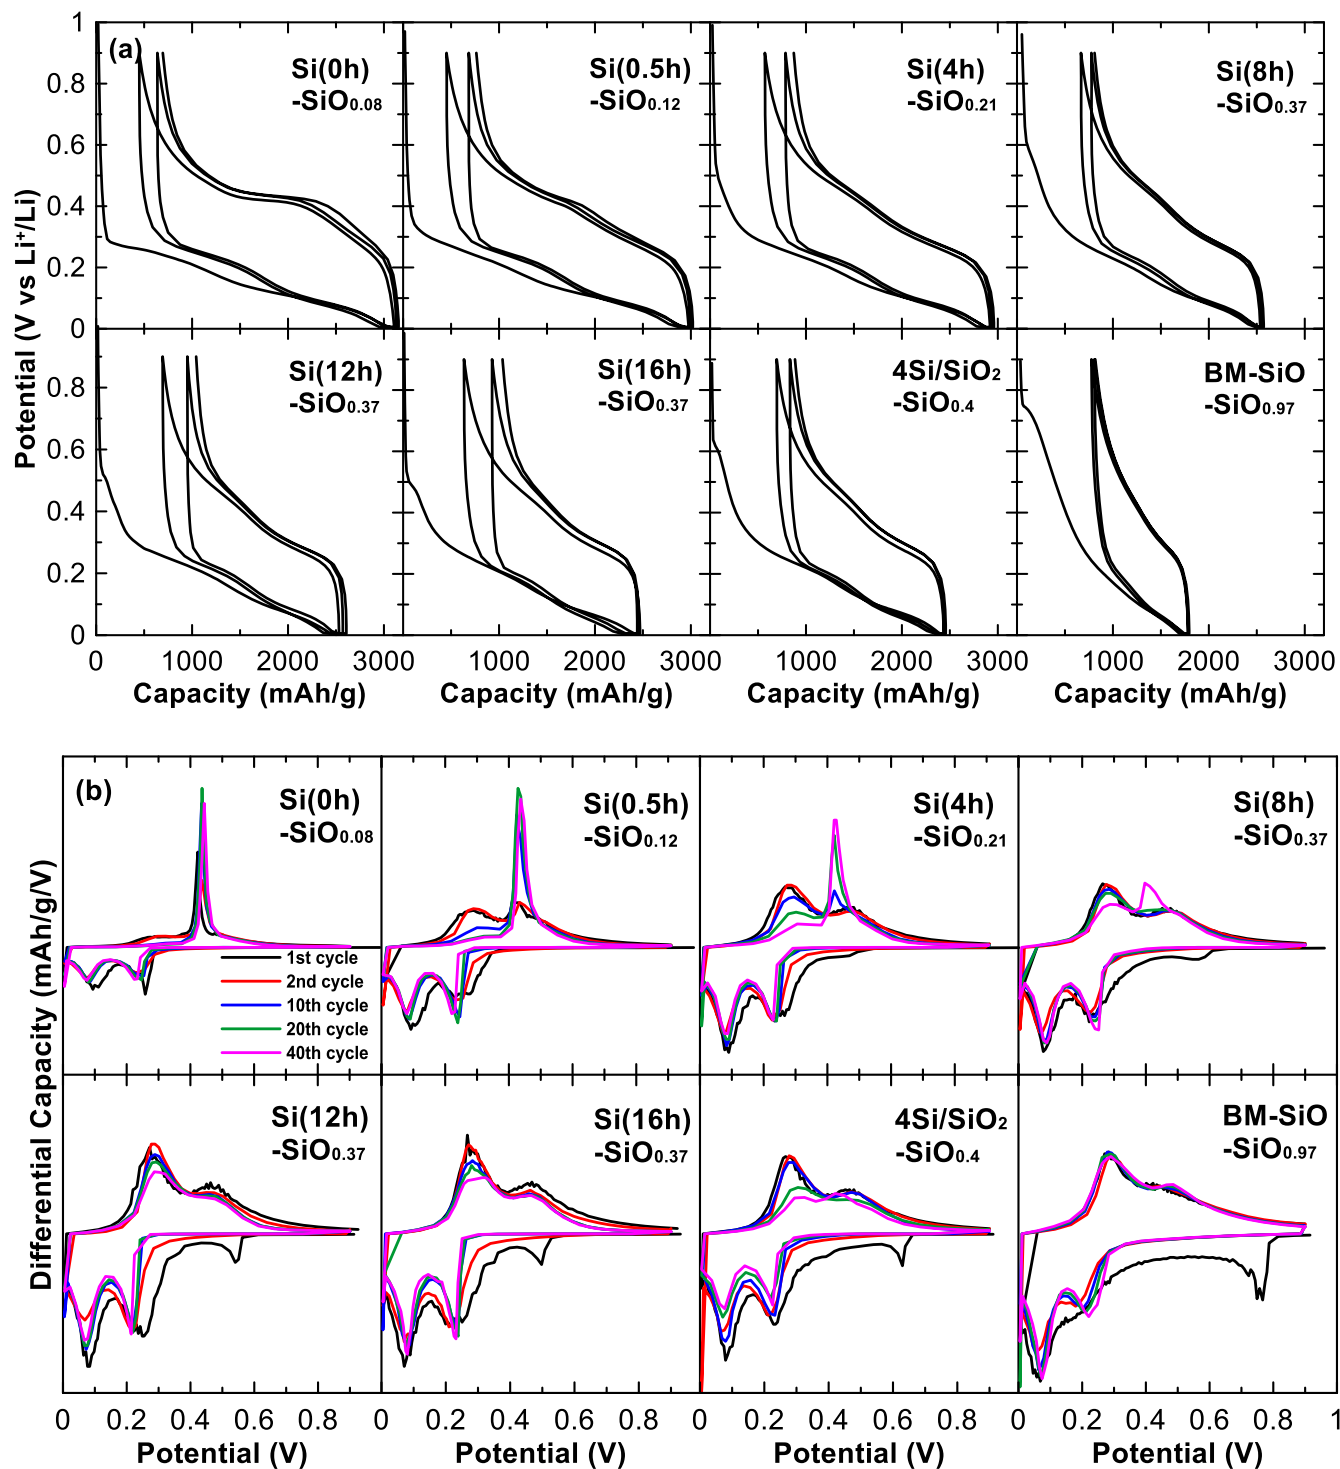 (a)
1
0.8
0.6
0.4
0.2
0
Si(0h)
-SiO0.08
Si(0.5h)
-SiO0.12
Si(4h)
-SiO0.21
Si(8h)
-SiO0.37
Potential (V vs Li+/Li)
0.8
0.6
0.4
0.2
0
Si(12h)
-SiO0.37
Si(16h)
-SiO0.37
4Si/SiO2
-SiO0.4
BM-SiO
-SiO0.97
0 1000 2000 3000 1000 2000 3000 1000 2000 3000 1000 2000 3000
Capacity (mAh/g) Capacity (mAh/g) Capacity (mAh/g) Capacity (mAh/g)
(b)
Si(0h)
-SiO0.08
Si(0.5h)
-SiO0.12
Si(4h)
-SiO0.21
Si(8h)
-SiO0.37
1st cycle
2nd cycle
10th cycle
20th cycle
40th cycle
Differential Capacity (mAh/g/V)
Si(12h)
-SiO0.37
Si(16h)
-SiO0.37
4Si/SiO2
-SiO0.4
BM-SiO
-SiO0.97
0 0.2 0.4 0.6 0.8 0 0.2 0.4 0.6 0.8 0 0.2 0.4 0.6 0.8 0 0.2 0.4 0.6 0.8 1
Potential (V) Potential (V) Potential (V) Potential (V)